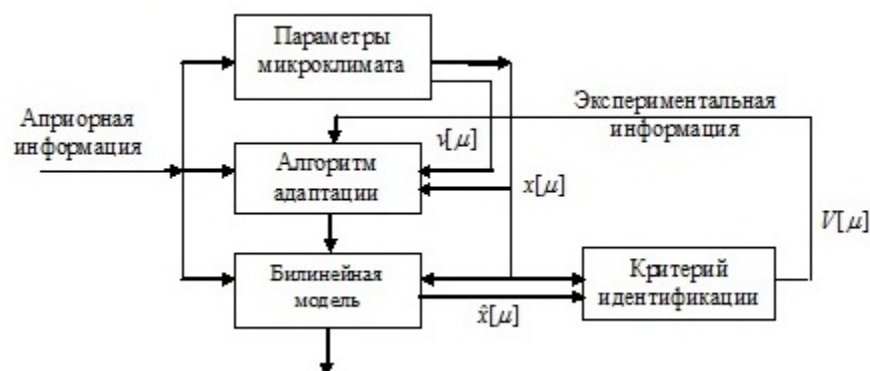 Параметры
микроклимата
Экспериментальная
информация
Априорная
информация
ν[μ]
Алгоритм
адаптации
x[μ]
V[μ]
Билинейная
модель
Критерий
идентификации
x̂[μ]